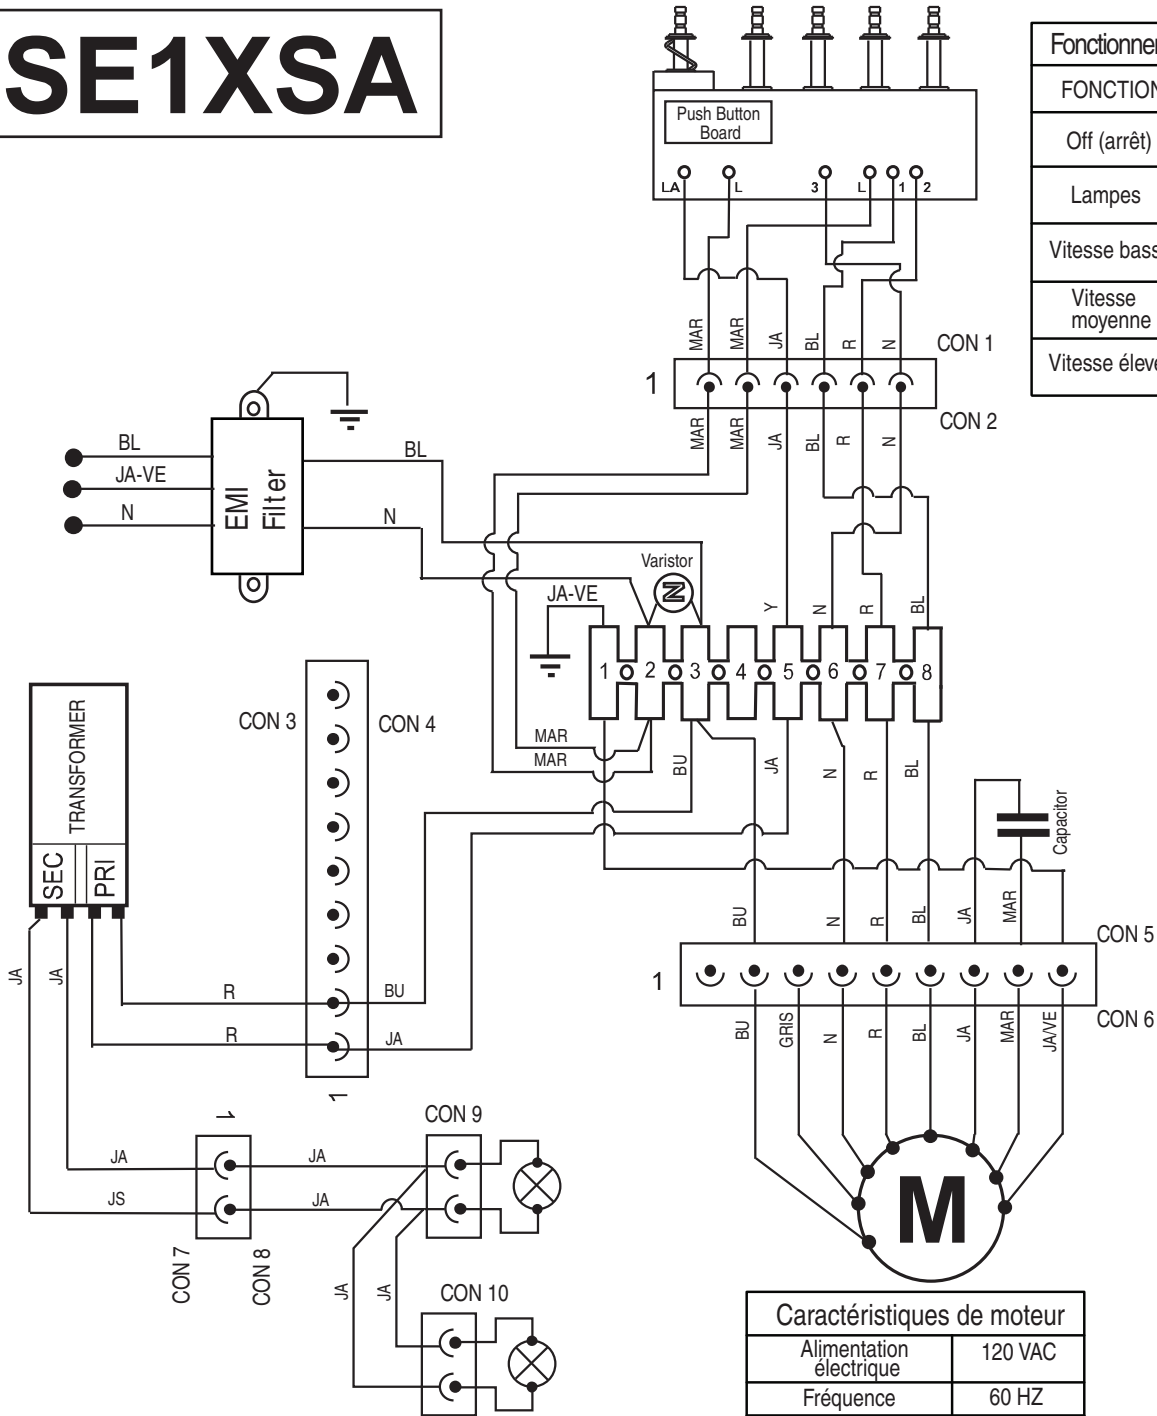 SE1XSA
Push Button
Board
LA
L
3
L
1
2
FONCTION
Off (arrêt)
Lampes
Vitesse
moyenne
MAR
MAR
JA
BL
R
N
CON 1
1
CON 2
MAR
MAR
JA
BL
R
N
BL
JA-VE
N
EMI
Filter
BL
N
Varistor
JA-VE
Y
N
R
BL
1
2
3
4
5
6
7
8
TRANSFORMER
SEC
PRI
CON 3
CON 4
MAR
MAR
BU
JA
N
R
BL
Capacitor
BU
N
R
BL
JA
MAR
CON 5
1
CON 6
BU
GRIS
N
R
BL
JA
MAR
JA/VE
JA
JA
R
BU
R
JA
1
1
CON 9
JA
JA
JS
JA
CON 7
CON 8
JA
JA
CON 10
M
Caractéristiques de moteur
Alimentation
électrique
120 VAC
Fréquence
60 HZ